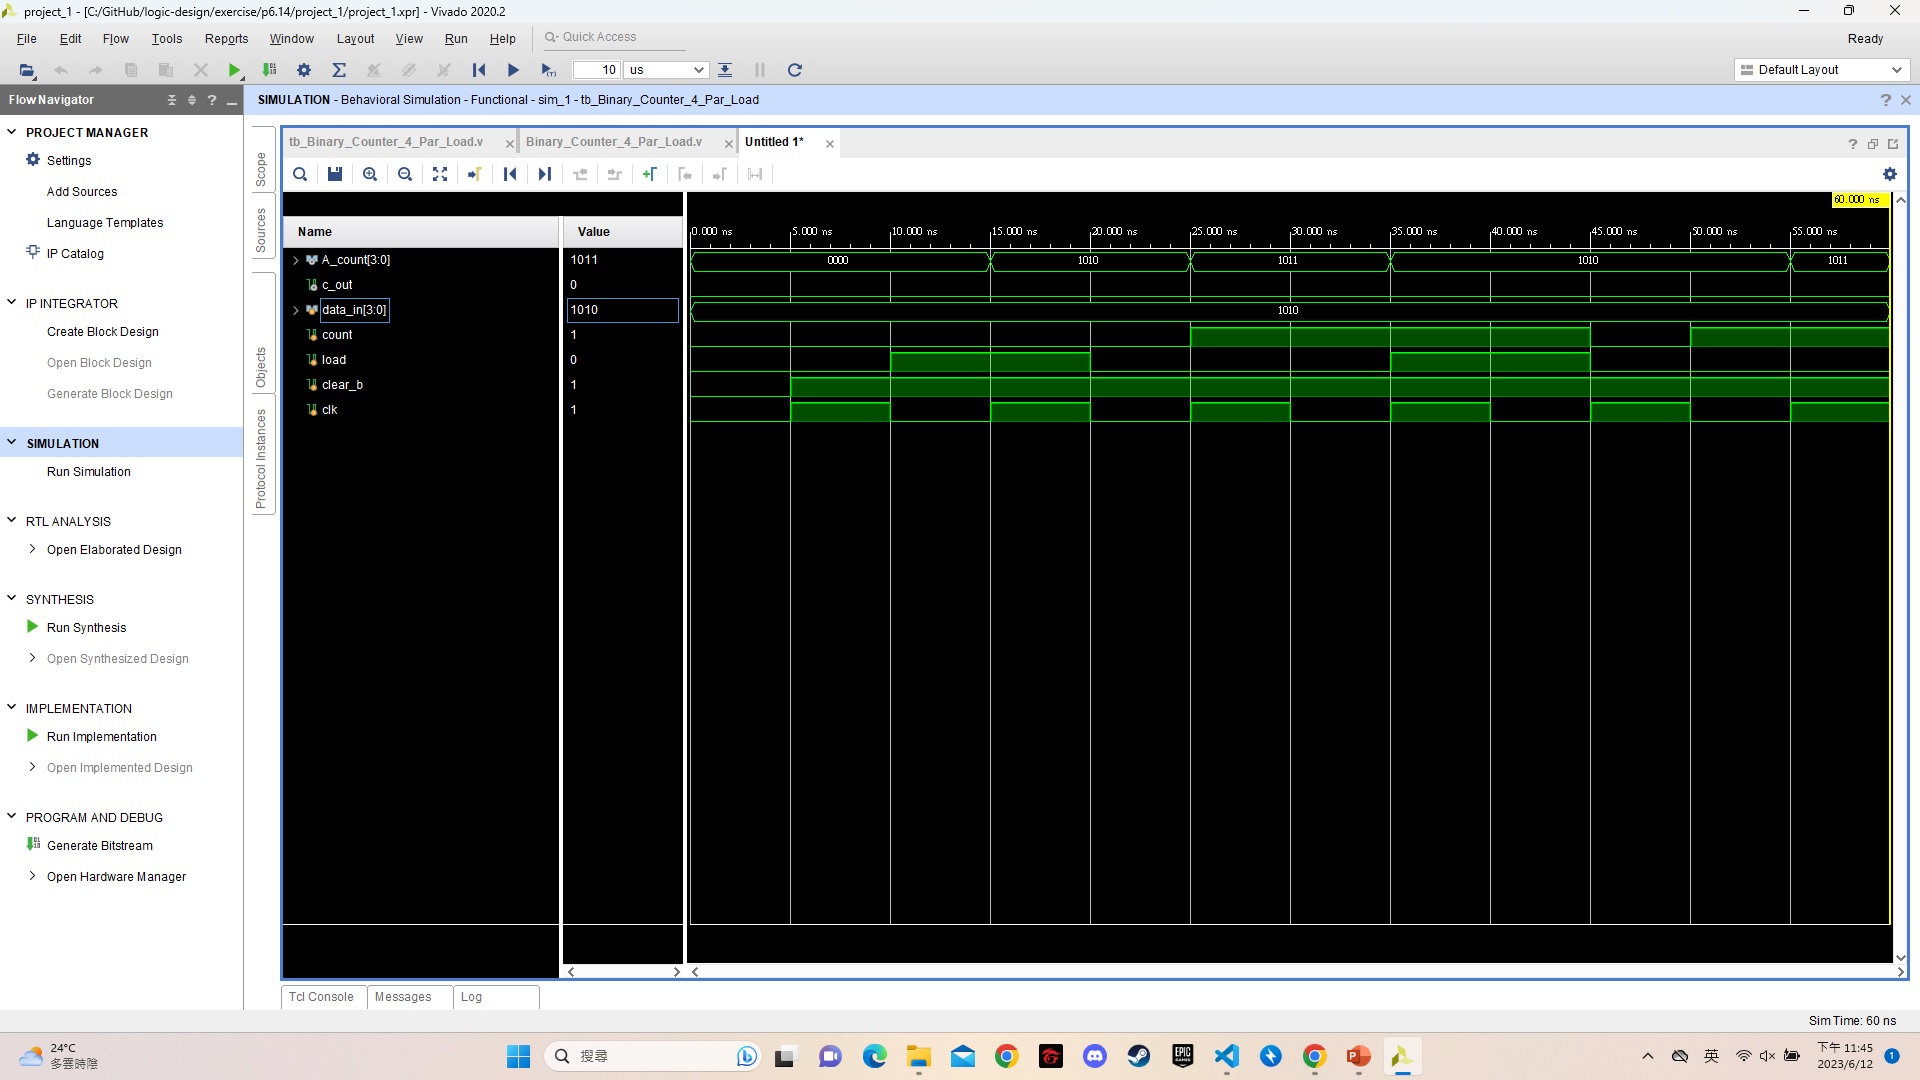 project_1 - [C:/GitHub/logic-design/exercise/p6.14/project_1/project_1.xpr] - Vivado 2020.2
File Edit Flow Tools Reports Window Layout View Run Help Quick Access
Ready
10 us
Default Layout
Flow Navigator
SIMULATION - Behavioral Simulation - Functional - sim_1 - tb_Binary_Counter_4_Par_Load
PROJECT MANAGER
Settings
Add Sources
Language Templates
IP Catalog
IP INTEGRATOR
Create Block Design
Open Block Design
Generate Block Design
SIMULATION
Run Simulation
RTL ANALYSIS
Open Elaborated Design
SYNTHESIS
Run Synthesis
Open Synthesized Design
IMPLEMENTATION
Run Implementation
Open Implemented Design
PROGRAM AND DEBUG
Generate Bitstream
Open Hardware Manager
Scope
Sources
Objects
Protocol Instances
tb_Binary_Counter_4_Par_Load.v Binary_Counter_4_Par_Load.v Untitled 1*
60.000 ns
Name Value
0.000 ns 5.000 ns 10.000 ns 15.000 ns 20.000 ns 25.000 ns 30.000 ns 35.000 ns 40.000 ns 45.000 ns 50.000 ns 55.000 ns
A_count[3:0] 1011 0000 1010 1011 1010 1011
c_out 0
data_in[3:0] 1010 1010
count 1
load 0
clear_b 1
clk 1
Tcl Console Messages Log
Sim Time: 60 ns
24°C
多雲時陰
搜尋
EPIC GAMES
英
下午 11:45
2023/6/12
1